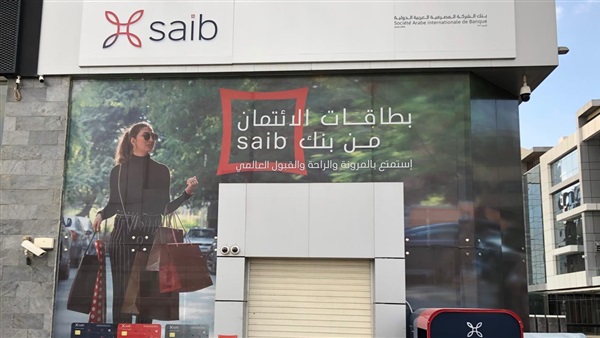 saib
بنك الشركة المصرفية العربية الدولية
Société Arabe Internationale de Banque
بطاقات الائتمان
من بنك saib
إستمتع بالمرونة والراحة والقبول العالمي